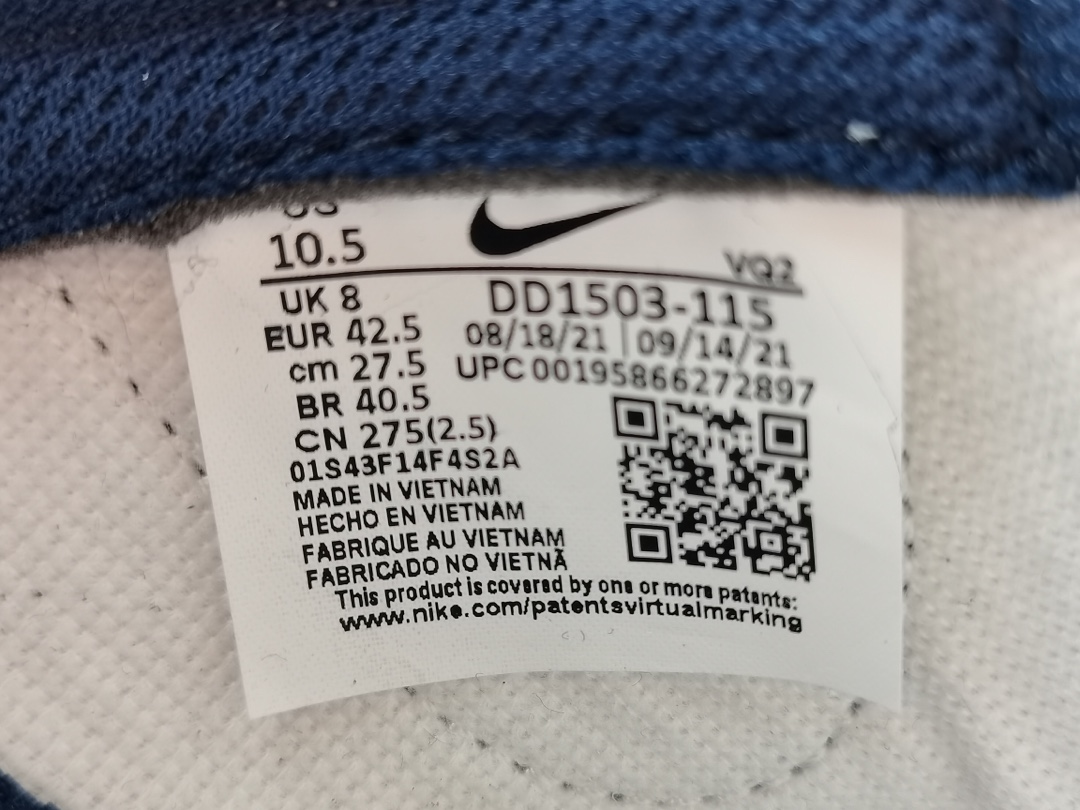 US
10.5
VQ2
UK 8
DD1503-115
EUR 42.5
08/18/21 | 09/14/21
cm 27.5
UPC 00195866272897
BR 40.5
CN 275(2.5)
01S43F14F4S2A
MADE IN VIETNAM
HECHO EN VIETNAM
FABRIQUE AU VIETNAM
FABRICADO NO VIETNÃ
This product is covered by one or more patents:
www.nike.com/patentsvirtualmarking